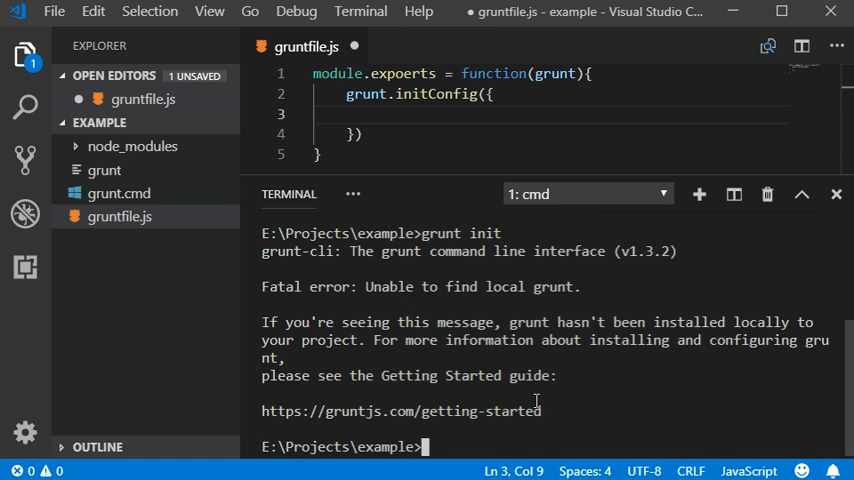 File Edit Selection View Go Debug Terminal Help ● gruntfile.js - example - Visual Studio C...
EXPLORER
1
OPEN EDITORS 1 UNSAVED
● gruntfile.js
EXAMPLE
node_modules
grunt
grunt.cmd
gruntfile.js
OUTLINE
gruntfile.js ●
1 module.expoerts = function(grunt){
2 grunt.initConfig({
3
4 })
5 }
TERMINAL ... 1: cmd
E:\Projects\example>grunt init
grunt-cli: The grunt command line interface (v1.3.2)
Fatal error: Unable to find local grunt.
If you're seeing this message, grunt hasn't been installed locally to
your project. For more information about installing and configuring gru
nt,
please see the Getting Started guide:
https://gruntjs.com/getting-started
E:\Projects\example>
0 0 Ln 3, Col 9 Spaces: 4 UTF-8 CRLF JavaScript